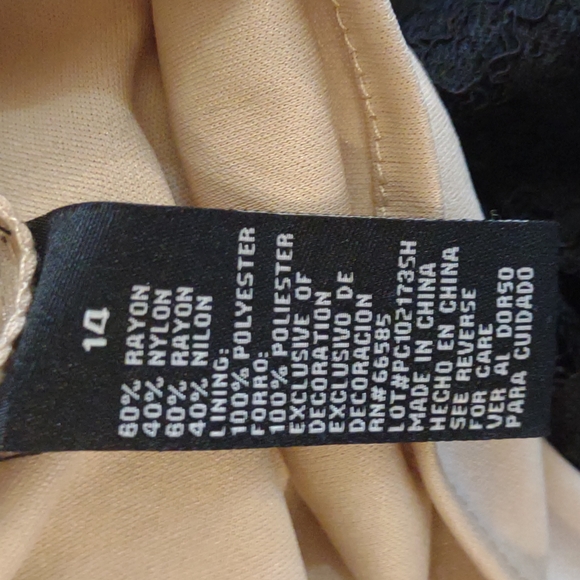 14
60% RAYON
40% NYLON
60% RAYON
40% NILON
LINING:
100% POLYESTER
FORRO:
100% POLIESTER
EXCLUSIVE OF
DECORATION
EXCLUSIVO DE
DECORACION
RN#66585
LOT#PC1021735H
MADE IN CHINA
HECHO EN CHINA
SEE REVERSE
FOR CARE
VER AL DORSO
PARA CUIDADO